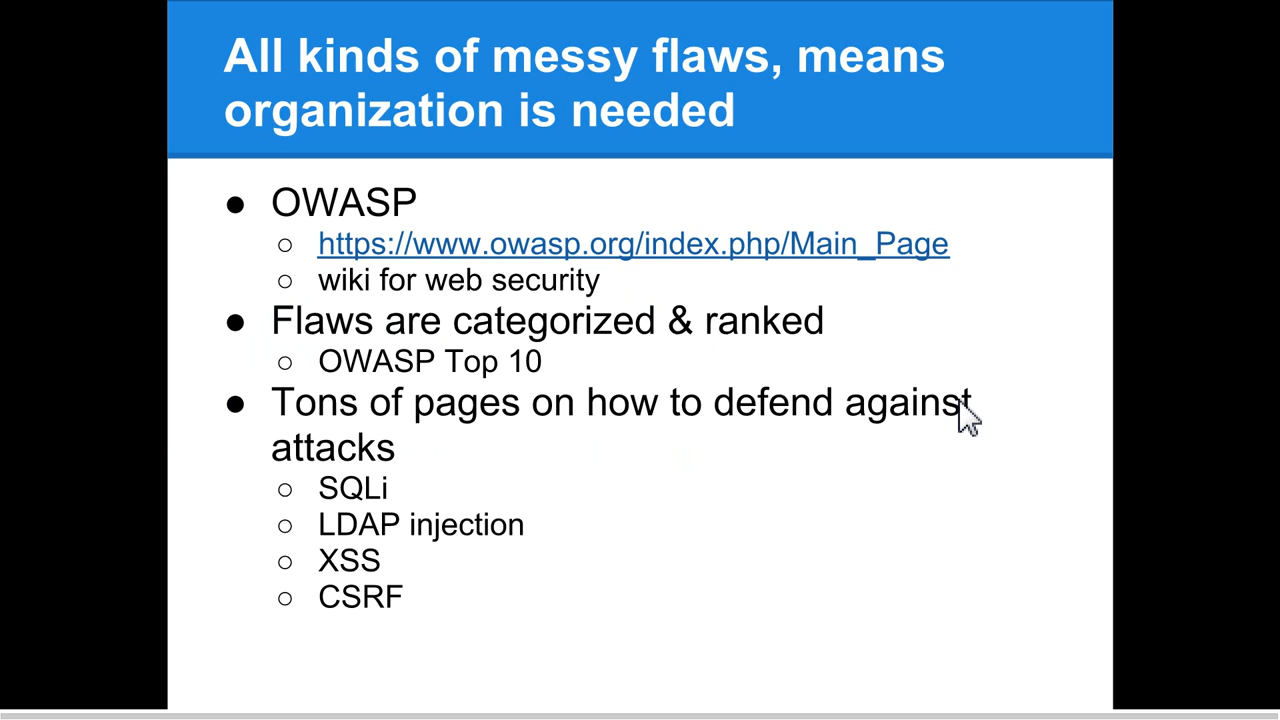 All kinds of messy flaws, means
organization is needed
● OWASP
○ https://www.owasp.org/index.php/Main_Page
○ wiki for web security
● Flaws are categorized & ranked
○ OWASP Top 10
● Tons of pages on how to defend against
attacks
○ SQLi
○ LDAP injection
○ XSS
○ CSRF